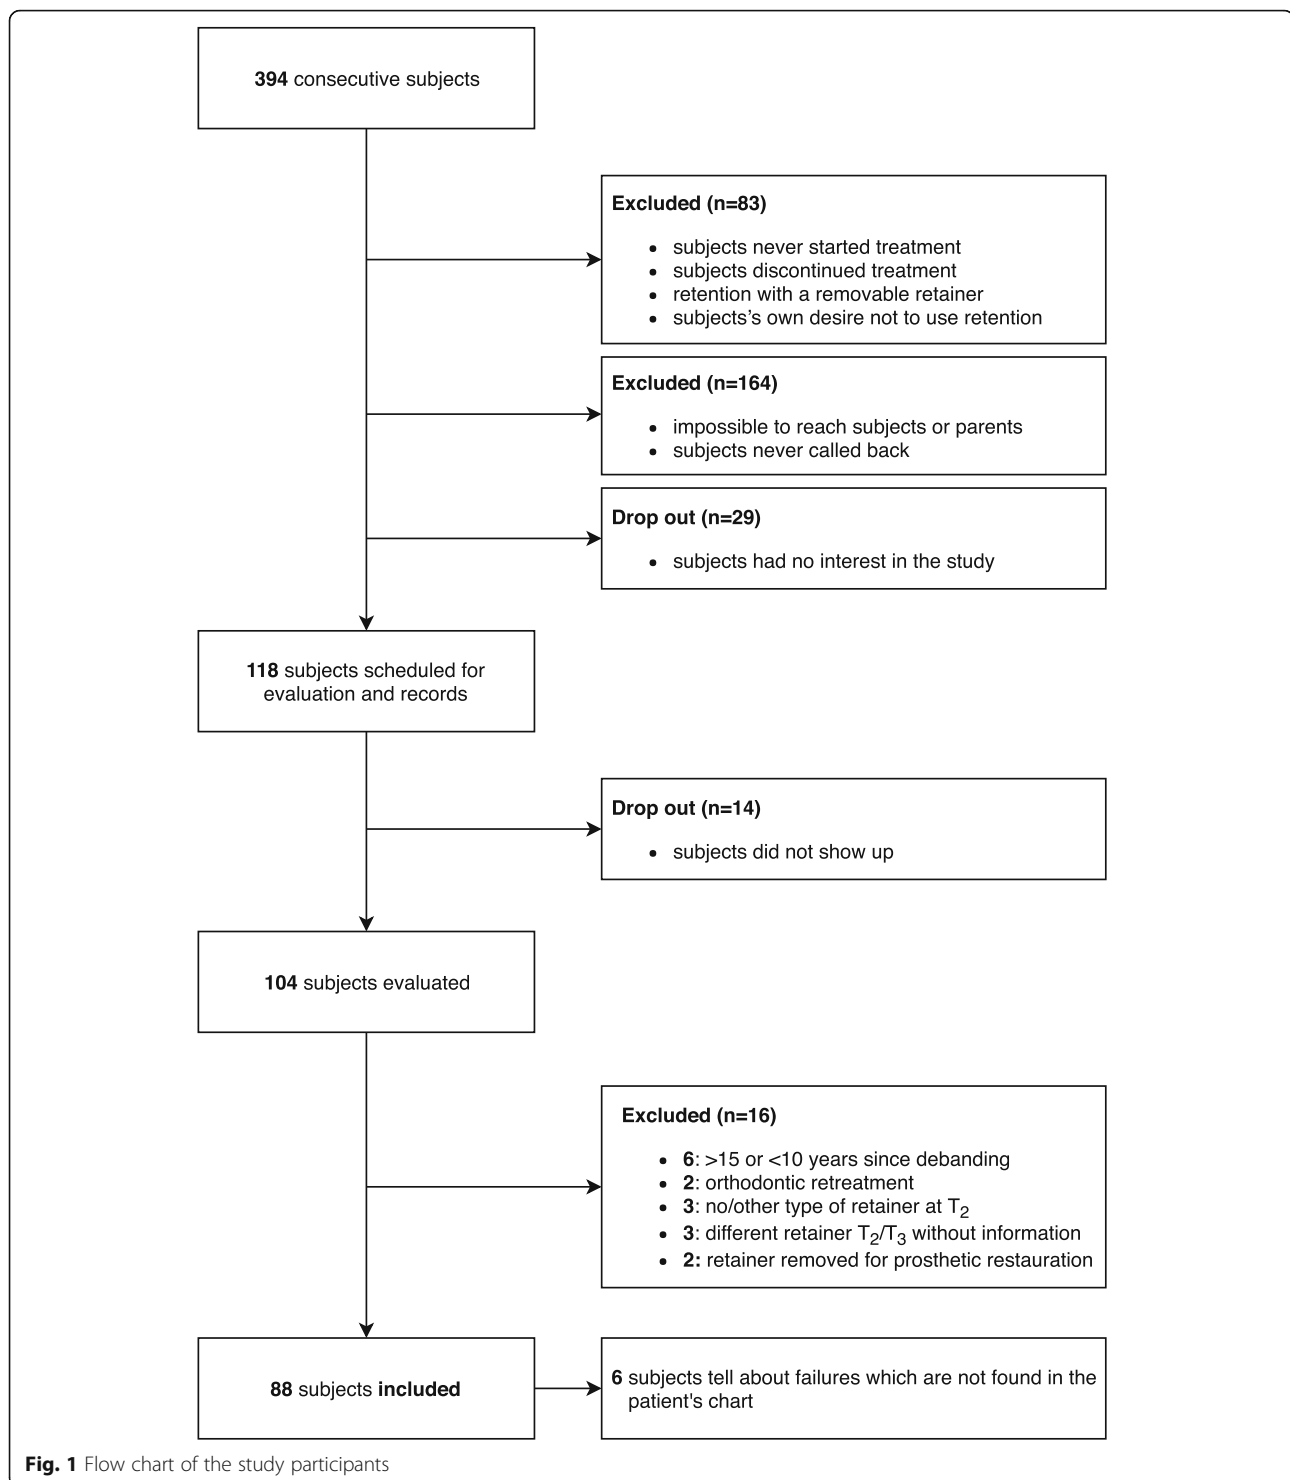 394 consecutive subjects
Excluded (n=83)
• subjects never started treatment
• subjects discontinued treatment
• retention with a removable retainer
• subjects's own desire not to use retention
Excluded (n=164)
• impossible to reach subjects or parents
• subjects never called back
Drop out (n=29)
• subjects had no interest in the study
118 subjects scheduled for
evaluation and records
Drop out (n=14)
• subjects did not show up
104 subjects evaluated
Excluded (n=16)
• 6: >15 or <10 years since debanding
• 2: orthodontic retreatment
• 3: no/other type of retainer at T2
• 3: different retainer T2/T3 without information
• 2: retainer removed for prosthetic restauration
88 subjects included
6 subjects tell about failures which are not found in the
patient's chart
Fig. 1 Flow chart of the study participants